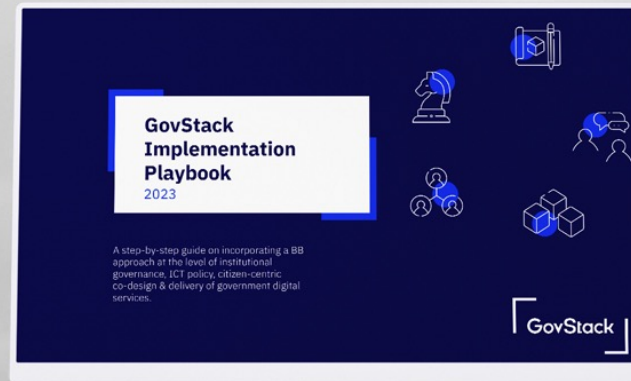 GovStack
Implementation
Playbook
2023
A step-by-step guide on incorporating a BB
approach at the level of institutional
governance, ICT policy, citizen-centric
co-design & delivery of government digital
services.
GovStack